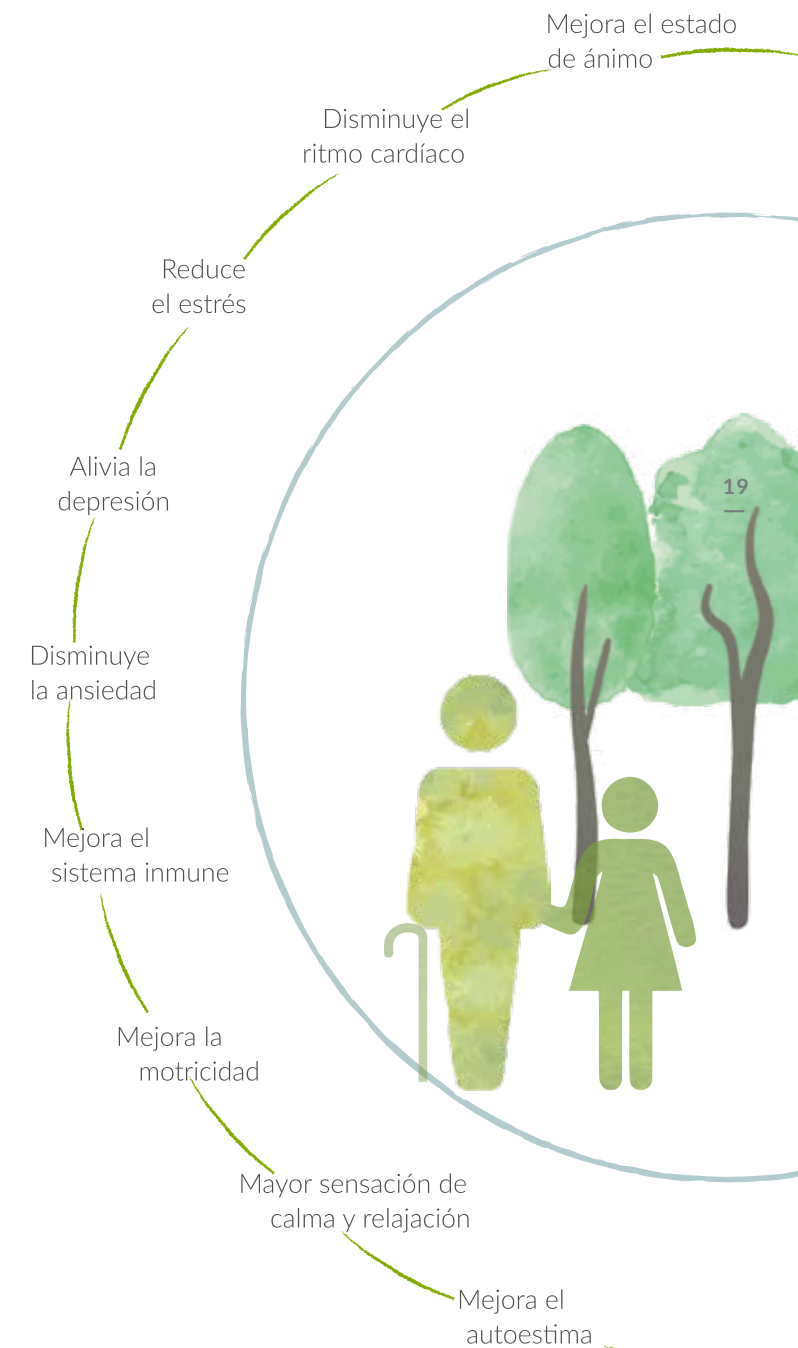 Mejora el estado
de ánimo
Disminuye el
ritmo cardíaco
Reduce
el estrés
Alivia la
depresión
19
Disminuye
la ansiedad
Mejora el
sistema inmune
Mejora la
motricidad
Mayor sensación de
calma y relajación
Mejora el
autoestima